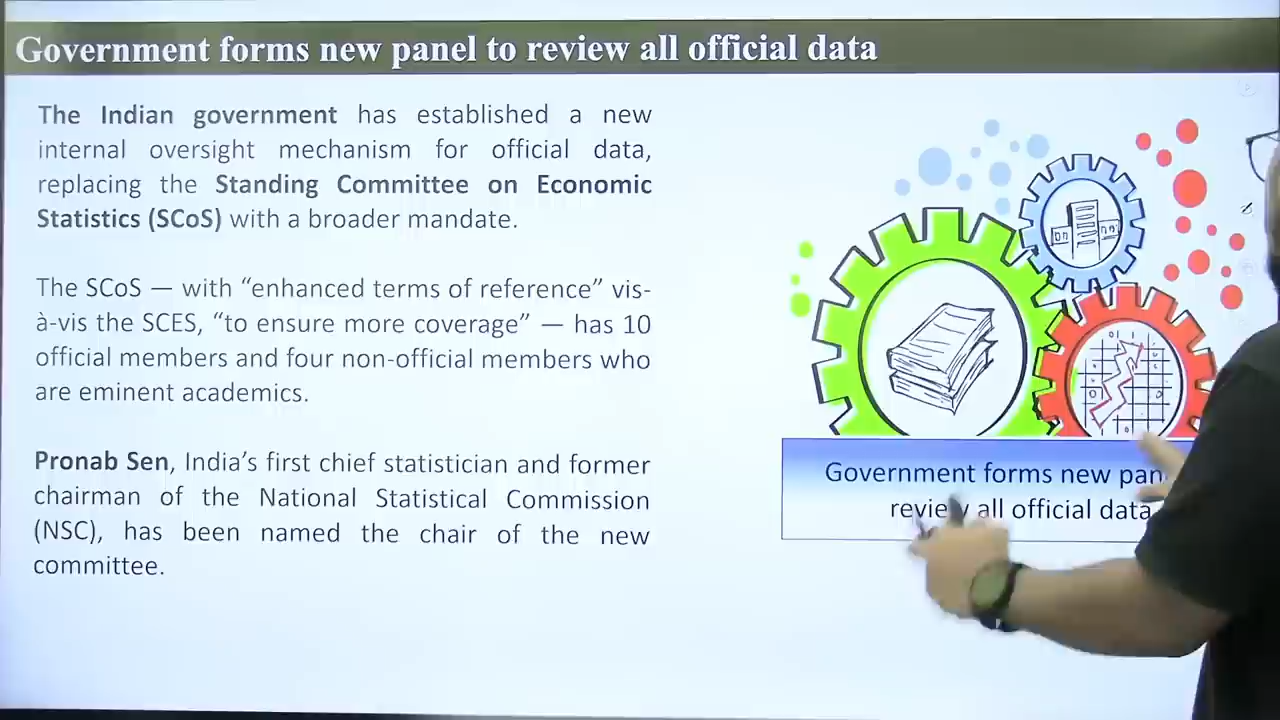 Government forms new panel to review all official data
The Indian government has established a new
internal oversight mechanism for official data,
replacing the Standing Committee on Economic
Statistics (SCoS) with a broader mandate.
The SCoS — with “enhanced terms of reference” vis-
à-vis the SCES, “to ensure more coverage” — has 10
official members and four non-official members who
are eminent academics.
Pronab Sen, India’s first chief statistician and former
chairman of the National Statistical Commission
(NSC), has been named the chair of the new
committee.
Government forms new
review all official data